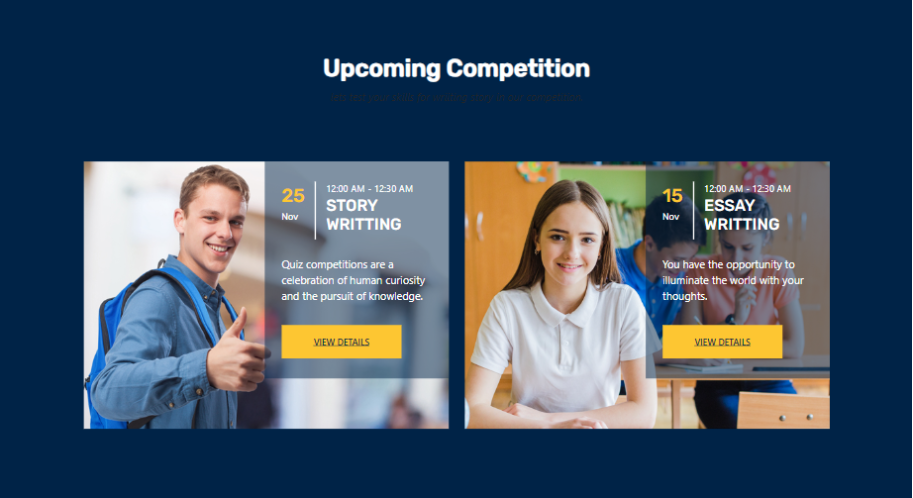 Upcoming Competition
25
Nov
12:00 AM - 12:30 AM
STORY
WRITTING
Quiz competitions are a
celebration of human curiosity
and the pursuit of knowledge.
VIEW DETAILS
15
Nov
12:00 AM - 12:30 AM
ESSAY
WRITTING
You have the opportunity to
illuminate the world with your
thoughts.
VIEW DETAILS